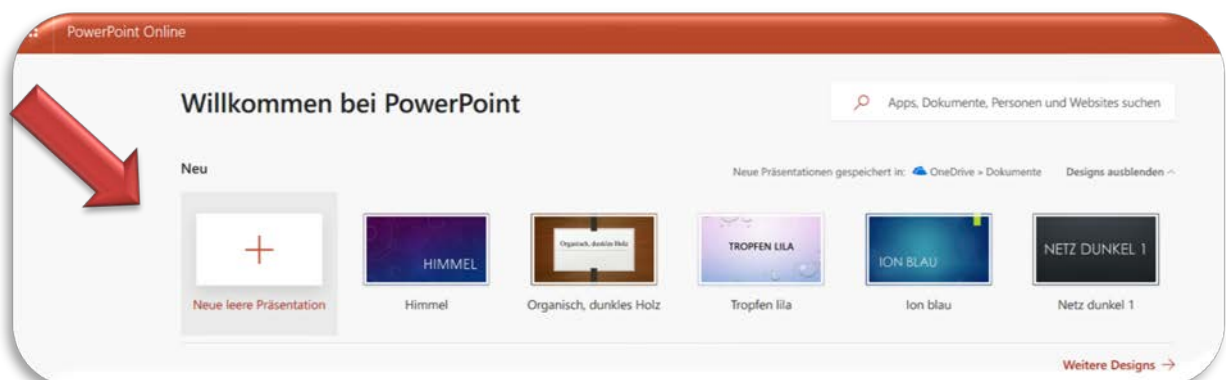 PowerPoint Online
Willkommen bei PowerPoint
Apps, Dokumente, Personen und Websites suchen
Neu
Neue Präsentationen gespeichert in: OneDrive » Dokumente
Designs ausblenden
HIMMEL
Organisch, dunkles Holz
TROPFEN LILA
ION BLAU
NETZ DUNKEL 1
Neue leere Präsentation
Himmel
Organisch, dunkles Holz
Tropfen lila
Ion blau
Netz dunkel 1
Weitere Designs